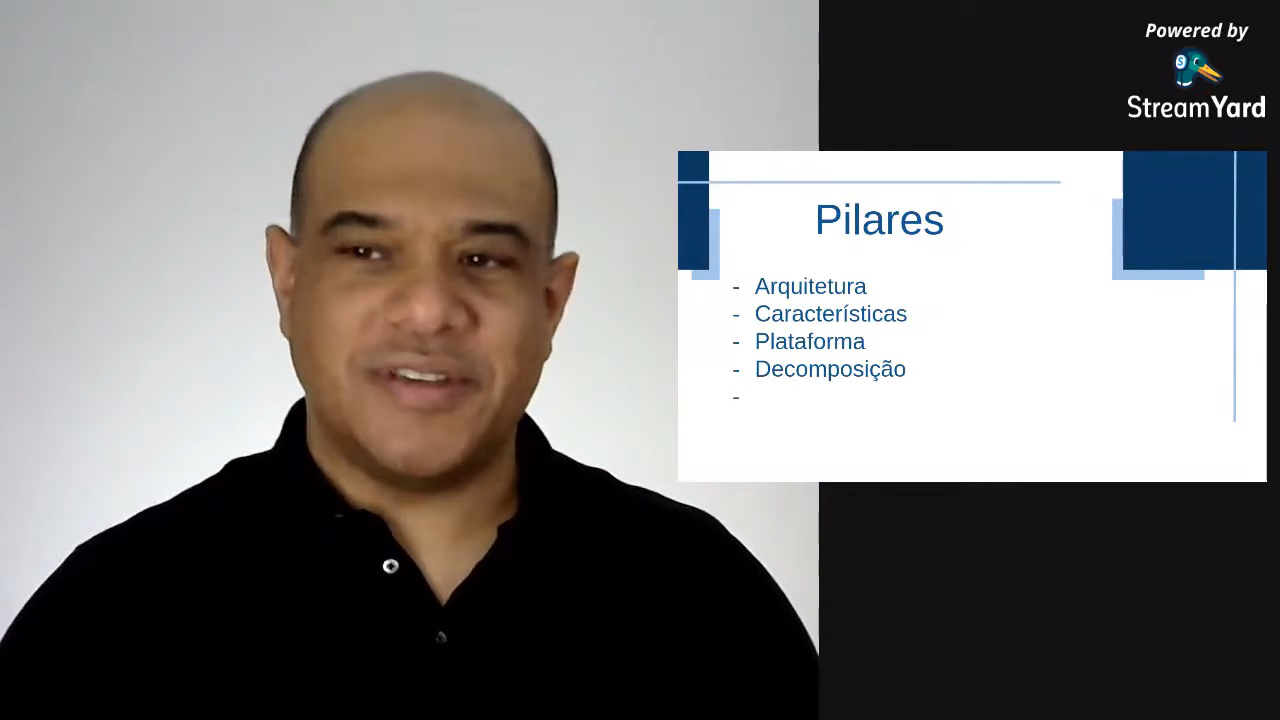 Powered by
StreamYard
Pilares
- Arquitetura
- Características
- Plataforma
- Decomposição
-